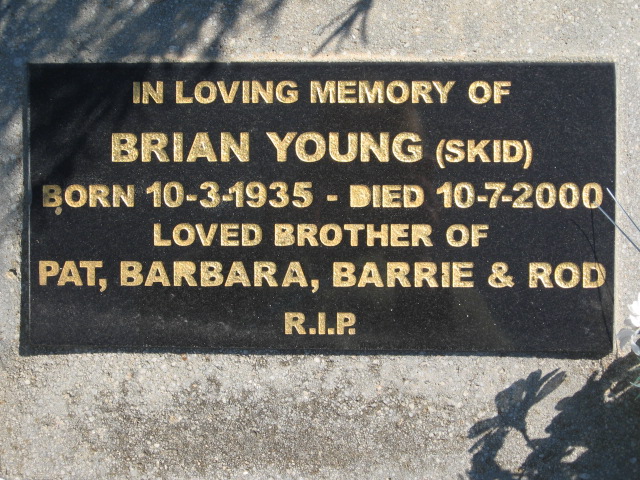 IN LOVING MEMORY OF
BRIAN YOUNG (SKID)
BORN 10-3-1935 - DIED 10-7-2000
LOVED BROTHER OF
PAT, BARBARA, BARRIE & ROD
R.I.P.